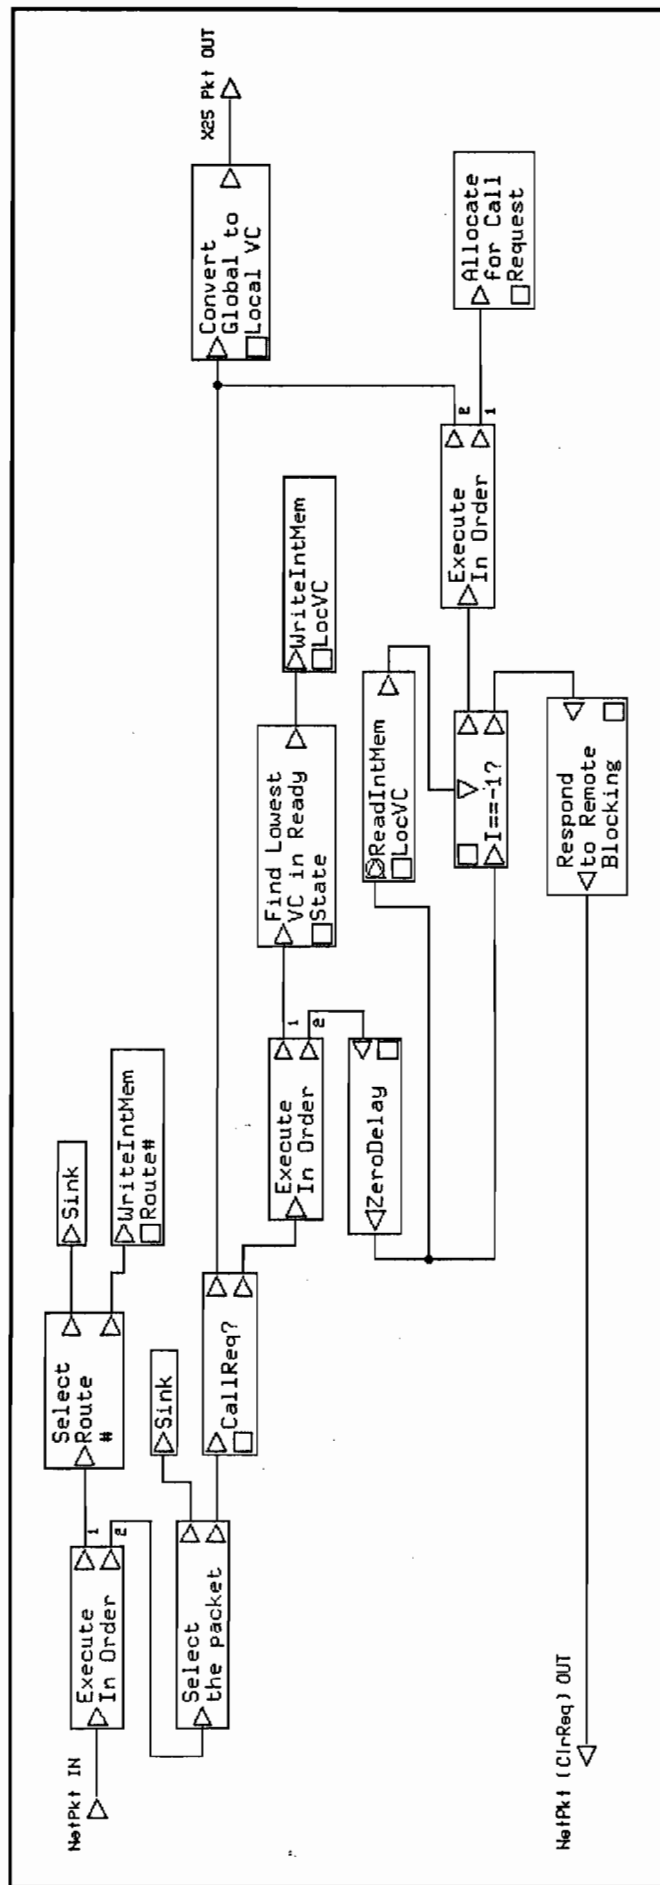 NetPkt IN
Execute
In Order
1
2
Select
Route
#
Sink
WriteIntMem
Route#
Select
the packet
Sink
CallReq?
Execute
In Order
1
2
ZeroDelay
Find Lowest
VC in Ready
State
WriteIntMem
LocVC
ReadIntMem
LocVC
I==-1?
Execute
In Order
2
1
Convert
Global to
Local VC
X25 Pkt OUT
Allocate
for Call
Request
Respond
to Remote
Blocking
NetPkt (ClrReq) OUT